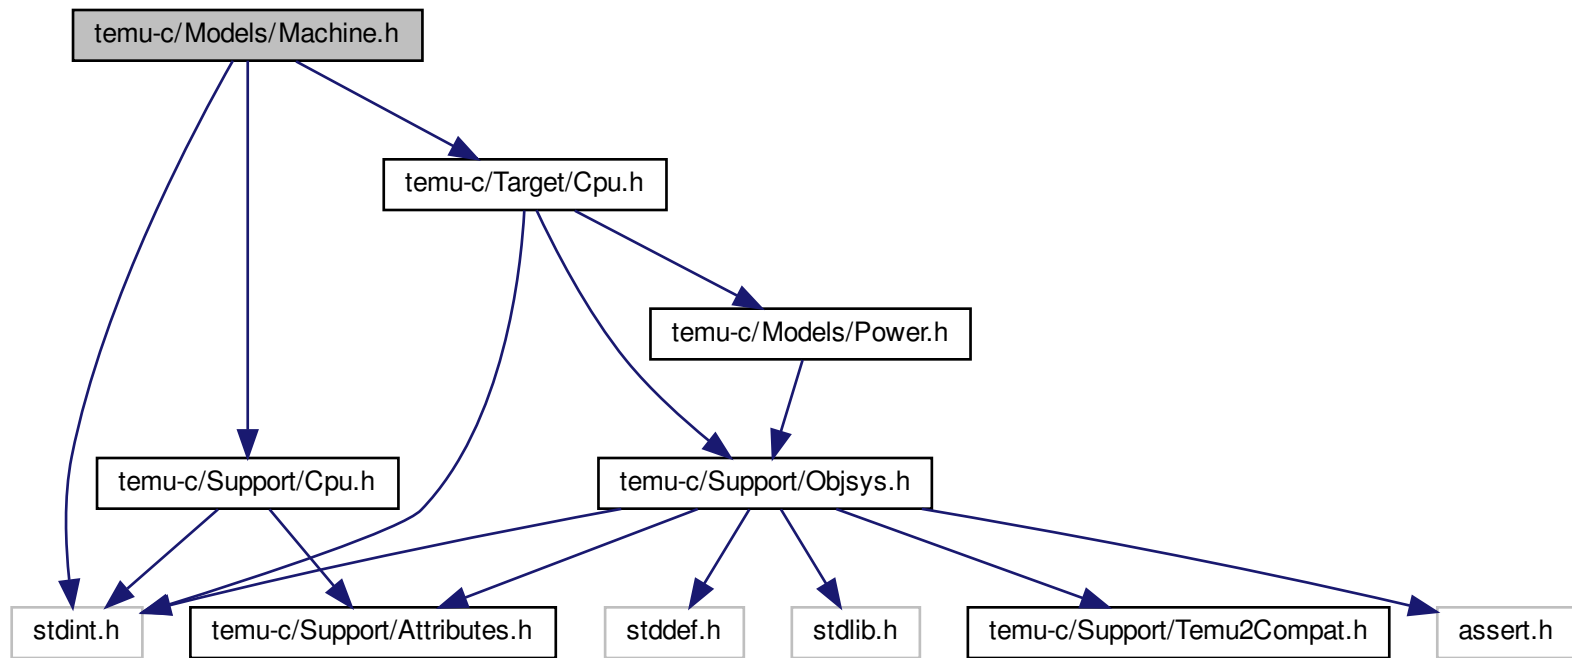 temu-c/Models/Machine.h
temu-c/Target/Cpu.h
temu-c/Models/Power.h
temu-c/Support/Cpu.h
temu-c/Support/Objsys.h
stdint.h
temu-c/Support/Attributes.h
stddef.h
stdlib.h
temu-c/Support/Temu2Compat.h
assert.h